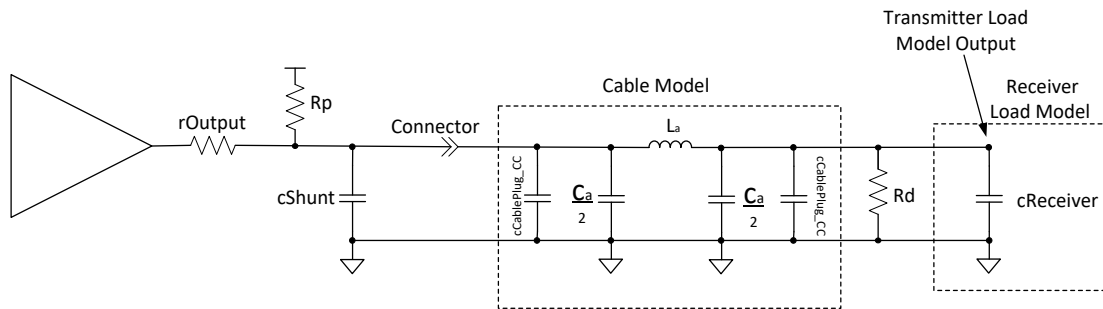 Transmitter Load
Model Output
Receiver
Load Model
Cable Model
Rp
rOutput
Connector
La
cShunt
cCablePlug_CC
Ca
2
Ca
2
cCablePlug_CC
Rd
cReceiver